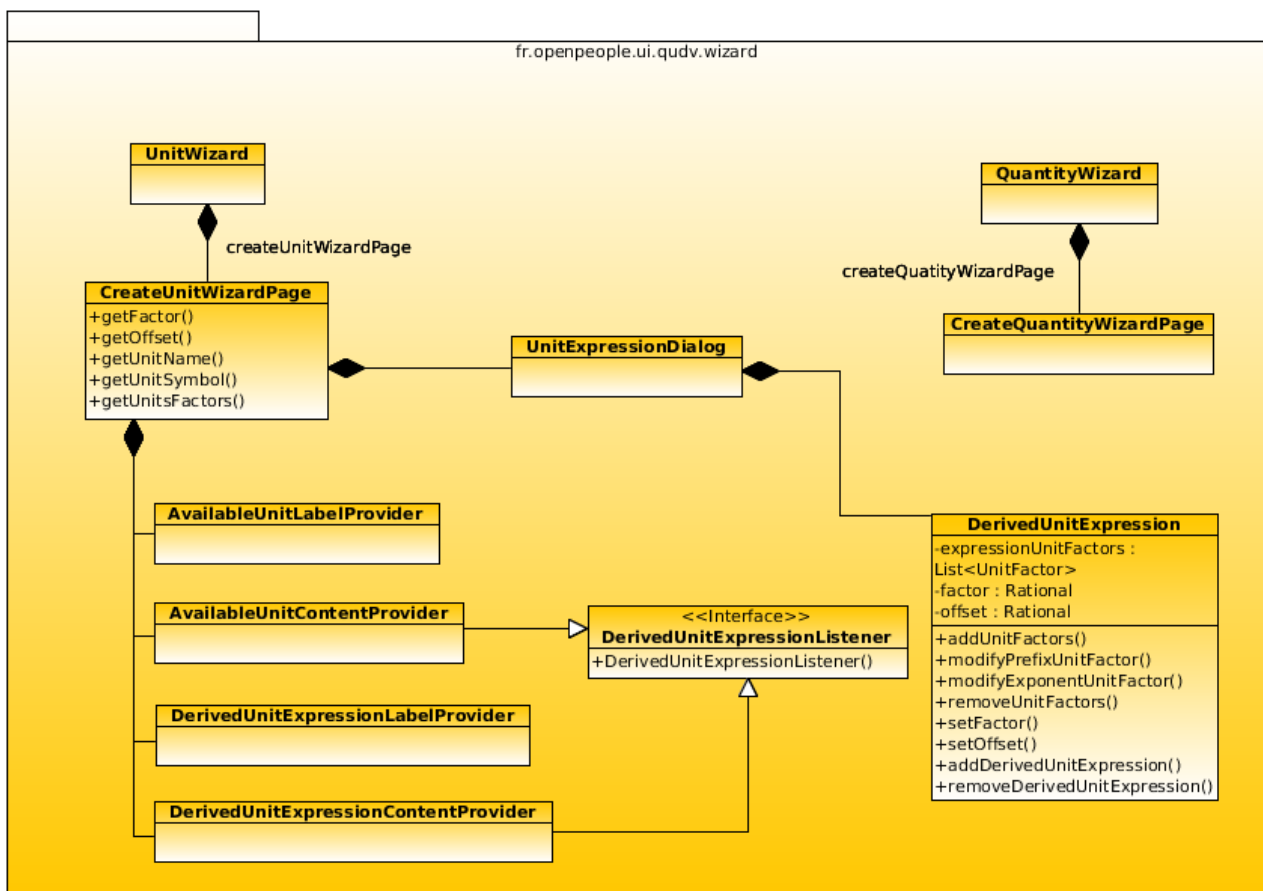 fr.openpeople.ui.qudv.wizard
UnitWizard
createUnitWizardPage
QuantityWizard
createQuatityWizardPage
CreateQuantityWizardPage
CreateUnitWizardPage
+getFactor()
+getOffset()
+getUnitName()
+getUnitSymbol()
+getUnitsFactors()
UnitExpressionDialog
AvailableUnitLabelProvider
AvailableUnitContentProvider
DerivedUnitExpressionLabelProvider
DerivedUnitExpressionContentProvider
<<Interface>>
DerivedUnitExpressionListener
+DerivedUnitExpressionListener()
DerivedUnitExpression
-expressionUnitFactors :
List<UnitFactor>
-factor : Rational
-offset : Rational
+addUnitFactors()
+modifyPrefixUnitFactor()
+modifyExponentUnitFactor()
+removeUnitFactors()
+setFactor()
+setOffset()
+addDerivedUnitExpression()
+removeDerivedUnitExpression()